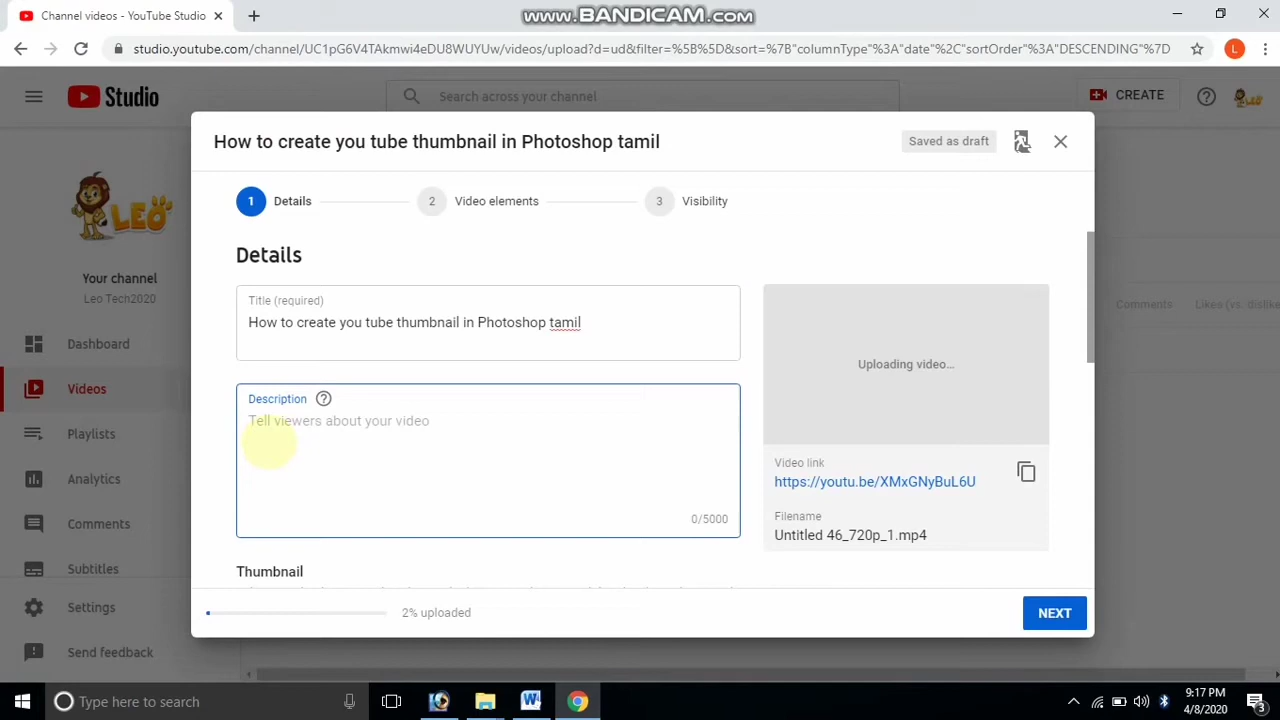 Channel videos - YouTube Studio
www.BANDICAM.com
studio.youtube.com/channel/UC1pG6V4TAkmwi4eDU8WUYUw/videos/upload?d=ud&filter=%5B%5D&sort=%7B"columnType"%3A"date"%2C"sortOrder"%3A"DESCENDING"%7D
L
Studio
Search across your channel
CREATE
How to create you tube thumbnail in Photoshop tamil
Saved as draft
1 Details
2 Video elements
3 Visibility
LEO
Your channel
Leo Tech2020
Dashboard
Videos
Playlists
Analytics
Comments
Subtitles
Settings
Send feedback
Details
Title (required)
How to create you tube thumbnail in Photoshop tamil
Description
Tell viewers about your video
0/5000
Thumbnail
Uploading video...
Video link
https://youtu.be/XMxGNyBuL6U
Filename
Untitled 46_720p_1.mp4
Comments
Likes (vs. dislike
2% uploaded
NEXT
Type here to search
9:17 PM
4/8/2020
3